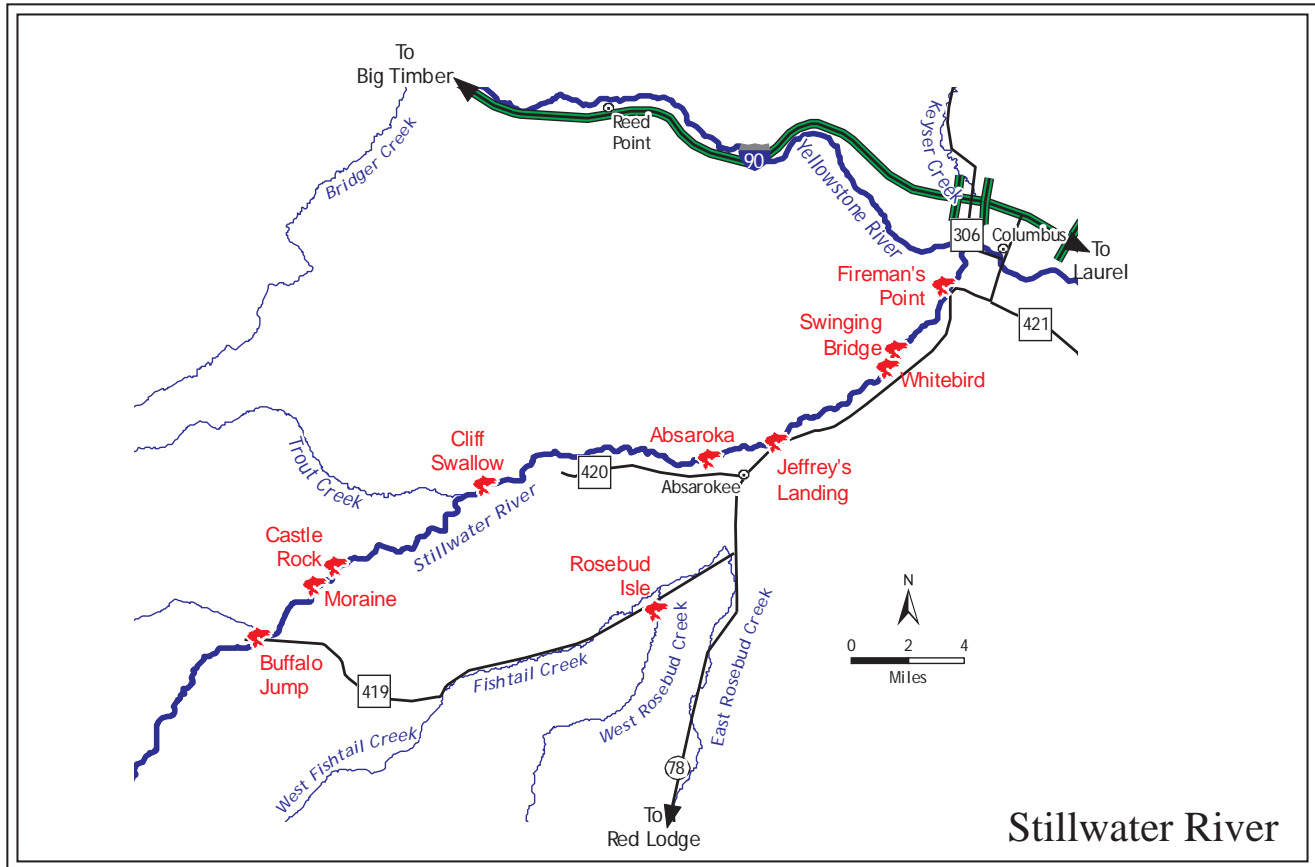 To
Big Timber
Reed
Point
90
Keyser Creek
Bridger Creek
Yellowstone River
306
Columbus
To
Laurel
Fireman's
Point
421
Swinging
Bridge
Whitebird
Absaroka
Cliff
Swallow
Trout Creek
420
Absarokee
Jeffrey's
Landing
Stillwater River
Castle
Rock
Moraine
Rosebud
Isle
N
0 2 4
Miles
Buffalo
Jump
419
Fishtail Creek
West Rosebud Creek
East Rosebud Creek
West Fishtail Creek
78
To
Red Lodge
Stillwater River